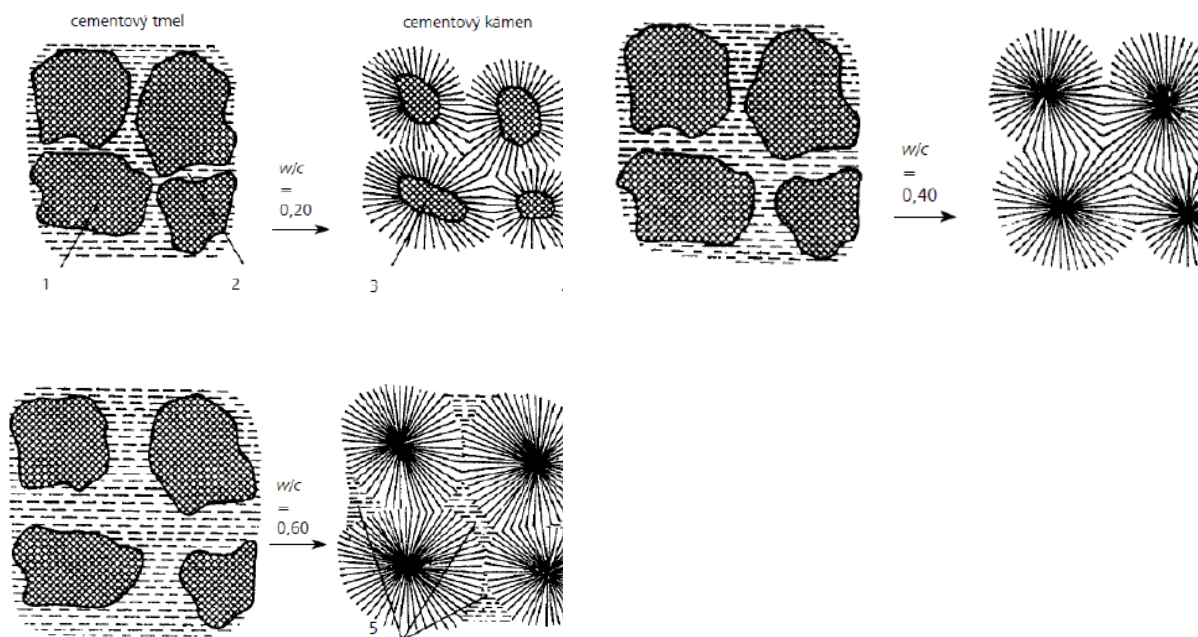 cementový tmel
cementový kámen
w/c
=
0,20
1
2
3
w/c
=
0,40
w/c
=
0,60
5